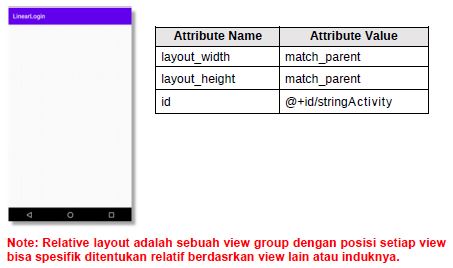 LinearLogin
Attribute Name Attribute Value
layout_width match_parent
layout_height match_parent
id @+id/stringActivity
Note: Relative layout adalah sebuah view group dengan posisi setiap view
bisa spesifik ditentukan relatif berdasrkan view lain atau induknya.